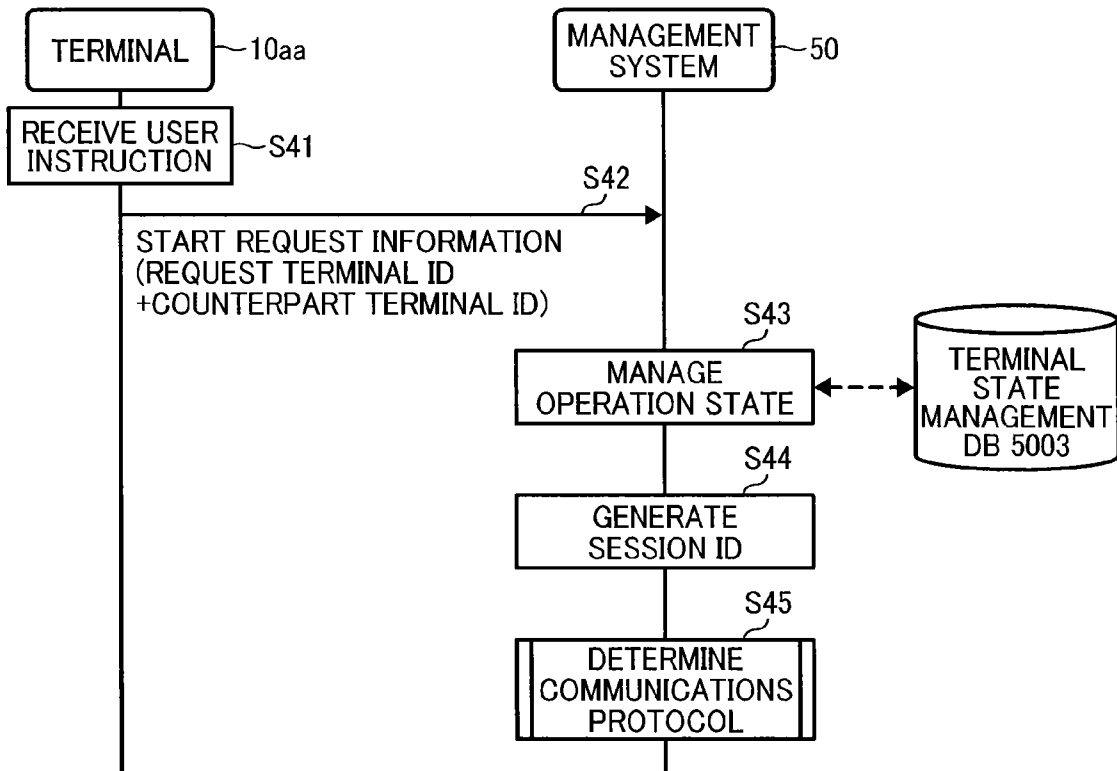 TERMINAL
10aa
MANAGEMENT
SYSTEM
50
RECEIVE USER
INSTRUCTION
S41
S42
START REQUEST INFORMATION
(REQUEST TERMINAL ID
+COUNTERPART TERMINAL ID)
S43
MANAGE
OPERATION STATE
TERMINAL
STATE
MANAGEMENT
DB 5003
S44
GENERATE
SESSION ID
S45
DETERMINE
COMMUNICATIONS
PROTOCOL